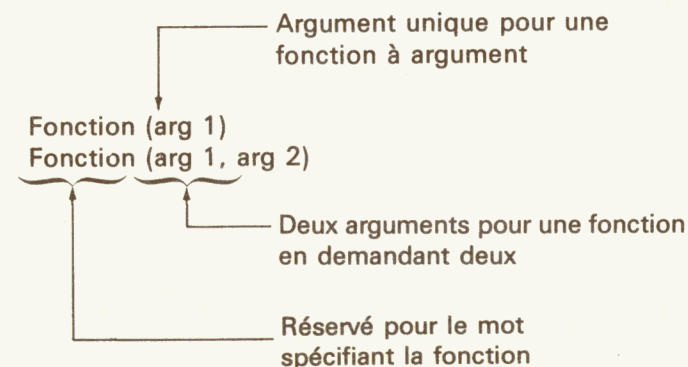 Argument unique pour une
fonction à argument
Fonction (arg 1)
Fonction (arg 1, arg 2)
Deux arguments pour une fonction
en demandant deux
Réservé pour le mot
spécifiant la fonction